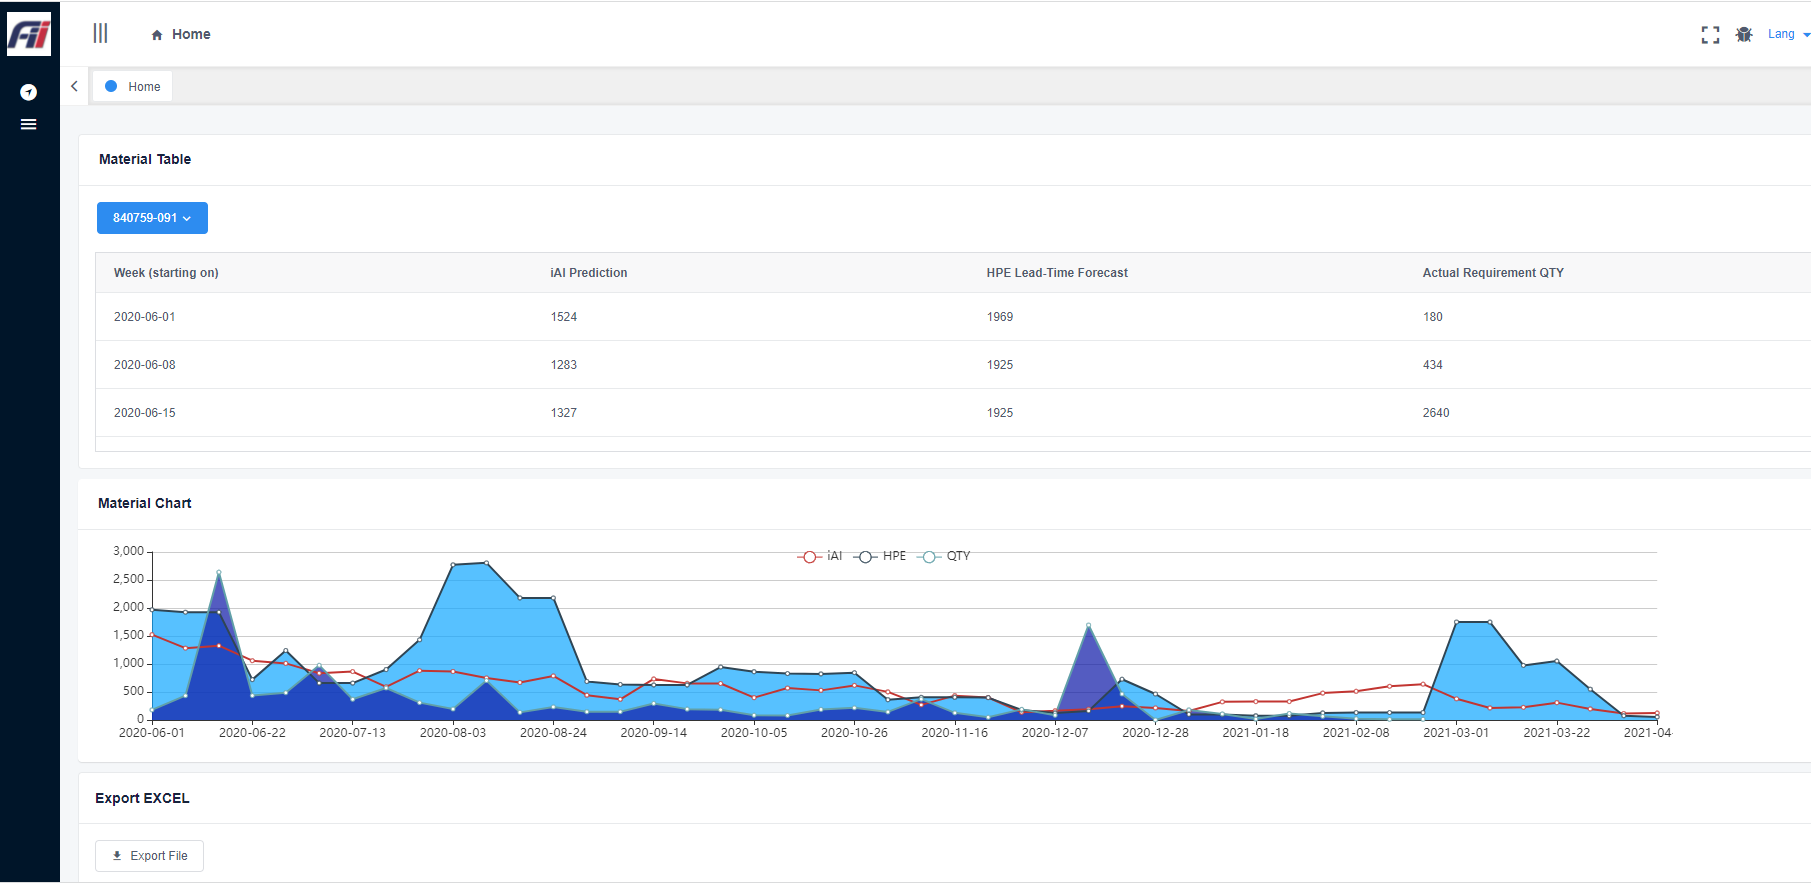 Ai
Home
Lang
Home
Material Table
840759-091
Week (starting on) iAI Prediction HPE Lead-Time Forecast Actual Requirement QTY
2020-06-01 1524 1969 180
2020-06-08 1283 1925 434
2020-06-15 1327 1925 2640
Material Chart
iAI HPE QTY
3,000
2,500
2,000
1,500
1,000
500
0
2020-06-01 2020-06-22 2020-07-13 2020-08-03 2020-08-24 2020-09-14 2020-10-05 2020-10-26 2020-11-16 2020-12-07 2020-12-28 2021-01-18 2021-02-08 2021-03-01 2021-03-22 2021-04-
Export EXCEL
Export File